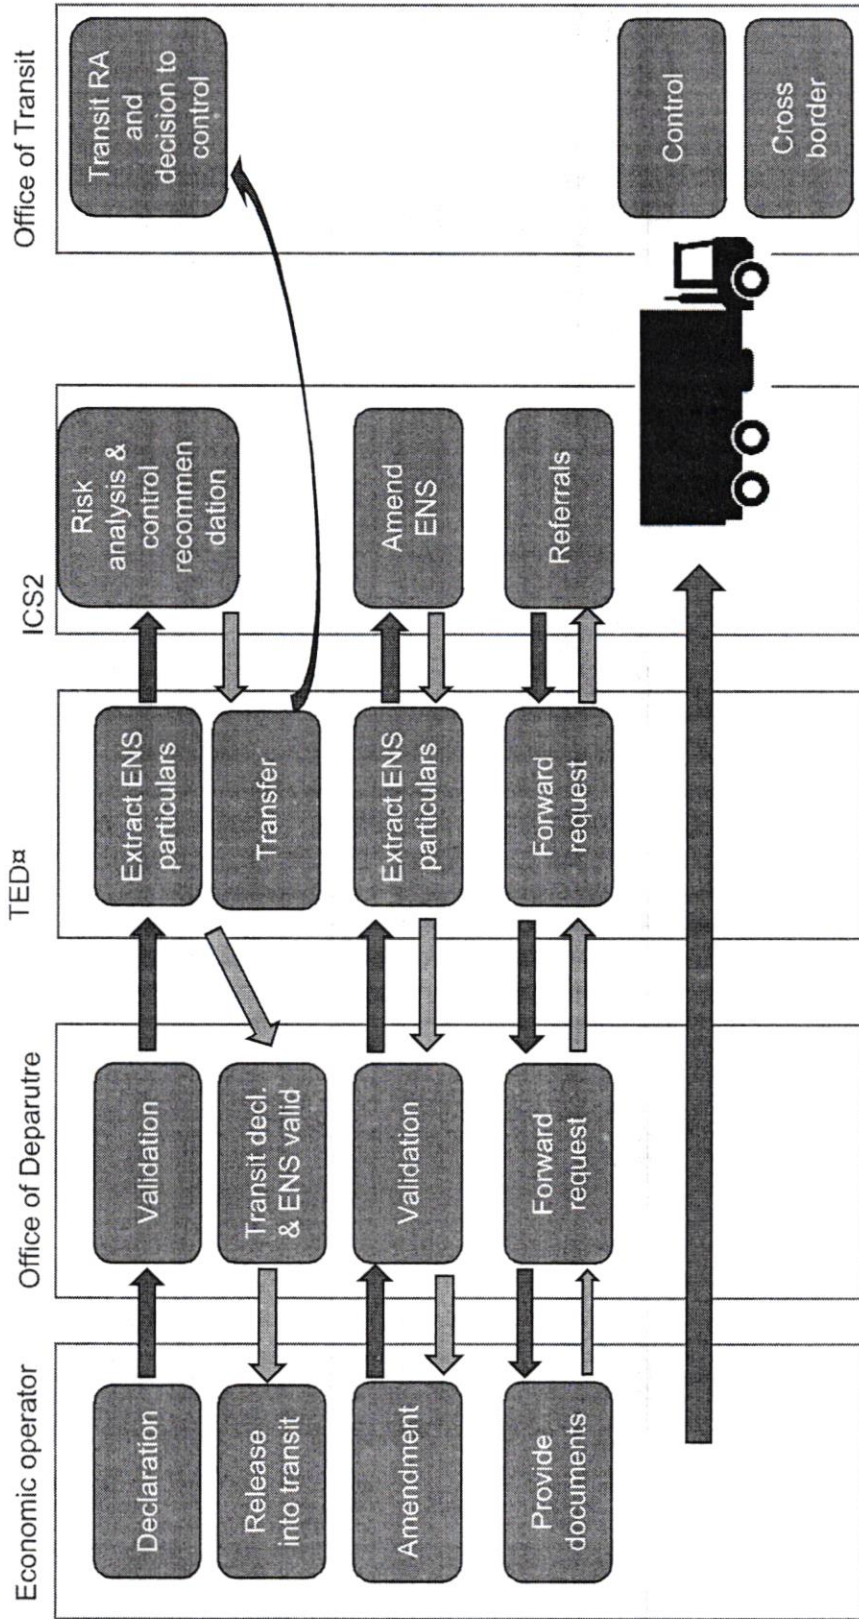 Economic operator
Declaration
Release
into transit
Amendment
Provide
documents
Office of Deparutre
Validation
Transit decl.
& ENS valid
Validation
Forward
request
TED¤
Extract ENS
particulars
Transfer
Extract ENS
particulars
Forward
request
ICS2
Risk
analysis &
control
recommen
dation
Amend
ENS
Referrals
Office of Transit
Transit RA
and
decision to
control
Control
Cross
border